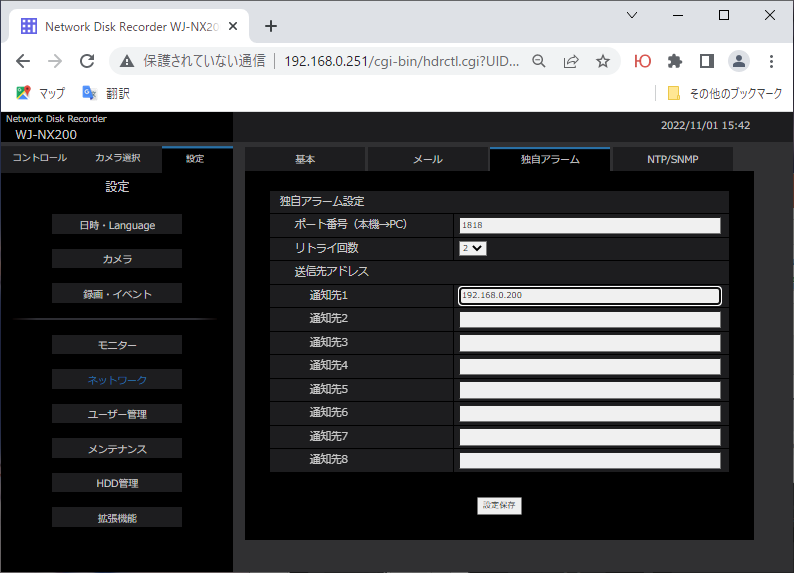 Network Disk Recorder WJ-NX20
保護されていない通信 192.168.0.251/cgi-bin/hdrctl.cgi?UID...
マップ 翻訳 その他のブックマーク
Network Disk Recorder
WJ-NX200
2022/11/01 15:42
コントロール カメラ選択 設定
基本 メール 独自アラーム NTP/SNMP
設定
日時・Language
カメラ
録画・イベント
モニター
ネットワーク
ユーザー管理
メンテナンス
HDD管理
拡張機能
独自アラーム設定
ポート番号（本機→PC） 1818
リトライ回数 2
送信先アドレス
通知先1 192.168.0.200
通知先2
通知先3
通知先4
通知先5
通知先6
通知先7
通知先8
設定保存